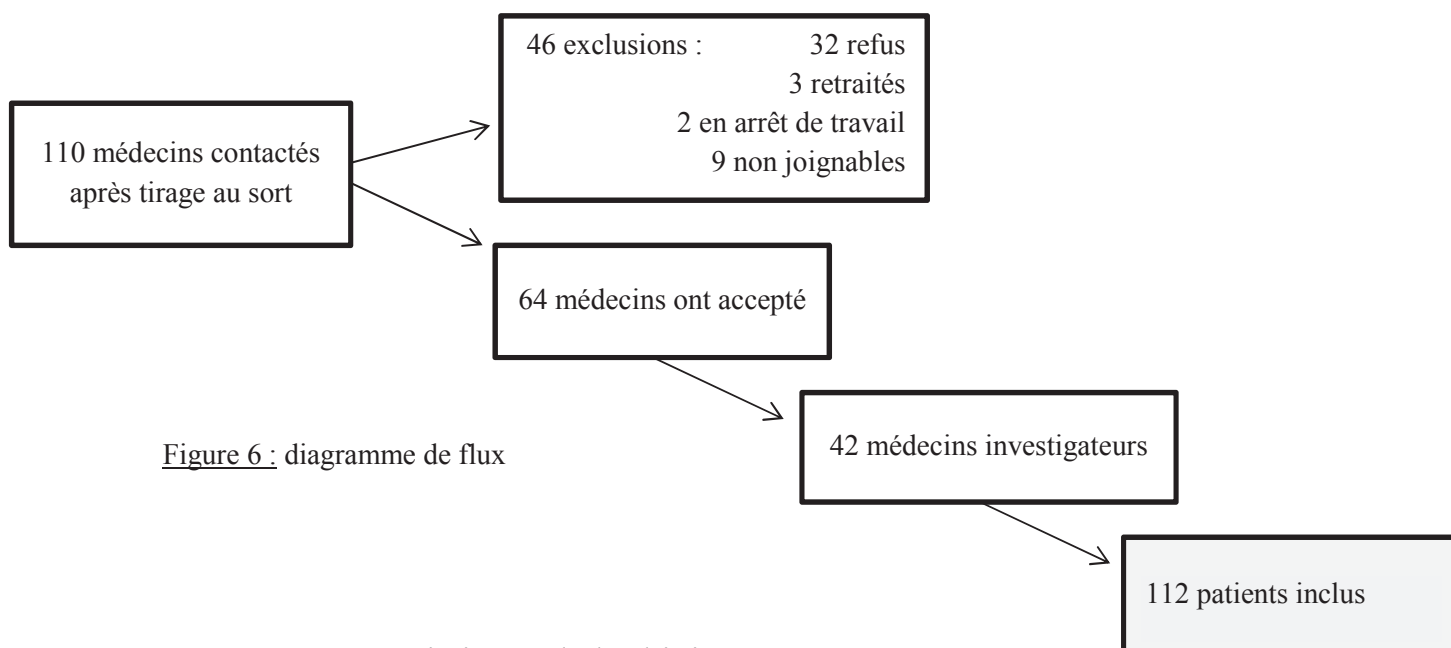 46 exclusions : 32 refus
3 retraités
2 en arrêt de travail
9 non joignables
110 médecins contactés
après tirage au sort
64 médecins ont accepté
42 médecins investigateurs
Figure 6 : diagramme de flux
112 patients inclus